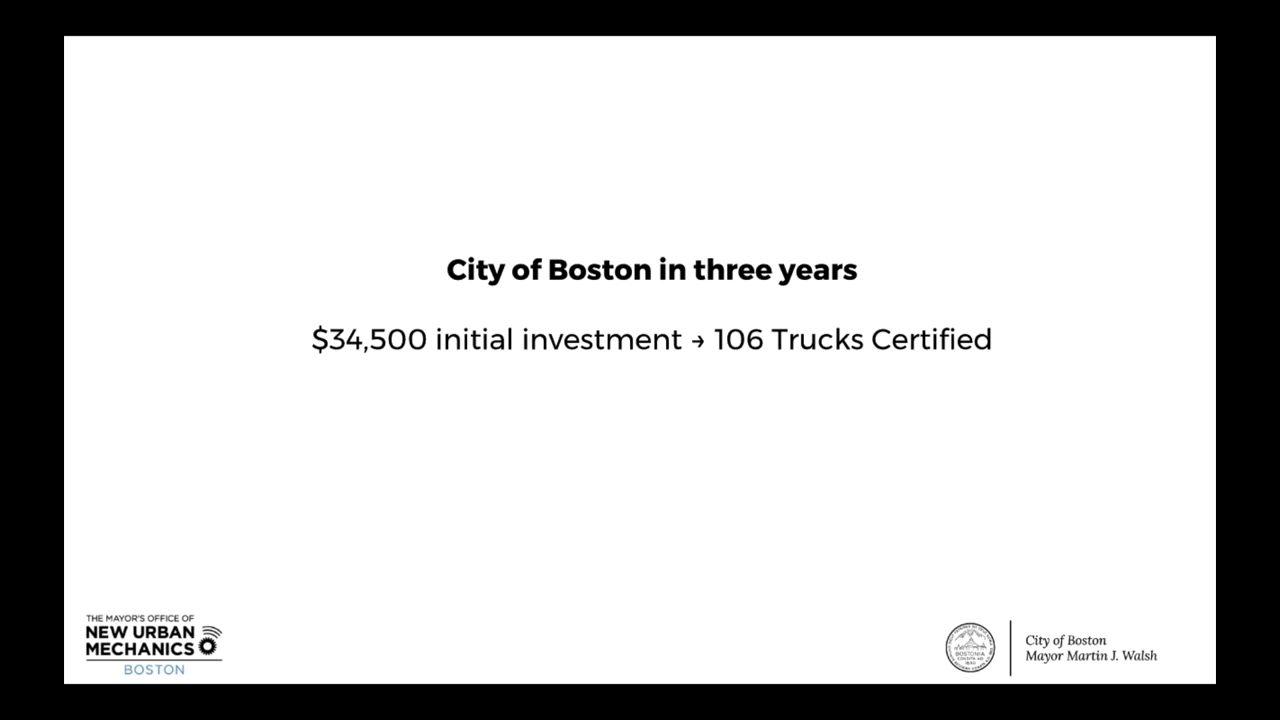 City of Boston in three years
$34,500 initial investment → 106 Trucks Certified
THE MAYOR'S OFFICE OF
NEW URBAN
MECHANICS
BOSTON
BOSTONIA
City of Boston
Mayor Martin J. Walsh